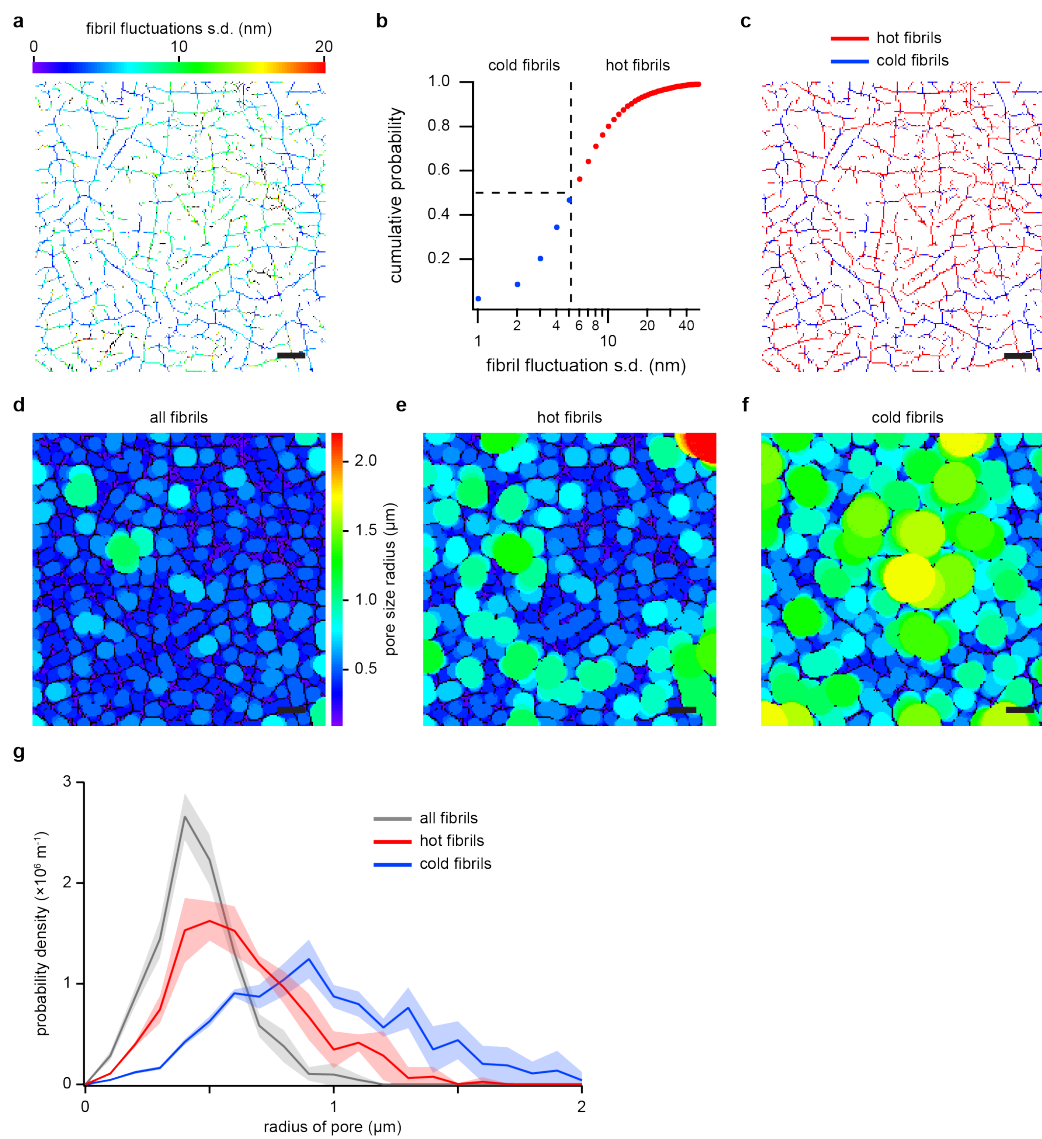 a
fibril fluctuations s.d. (nm)
0 10 20
b
cold fibrils hot fibrils
cumulative probability
1.0
0.8
0.6
0.4
0.2
1 2 4 6 8 10 20 40
fibril fluctuation s.d. (nm)
c
hot fibrils
cold fibrils
d
all fibrils
2.0
1.5
1.0
0.5
pore size radius (µm)
e
hot fibrils
f
cold fibrils
g
probability density (×10⁶ m⁻¹)
3
2
1
0
all fibrils
hot fibrils
cold fibrils
0 1 2
radius of pore (µm)